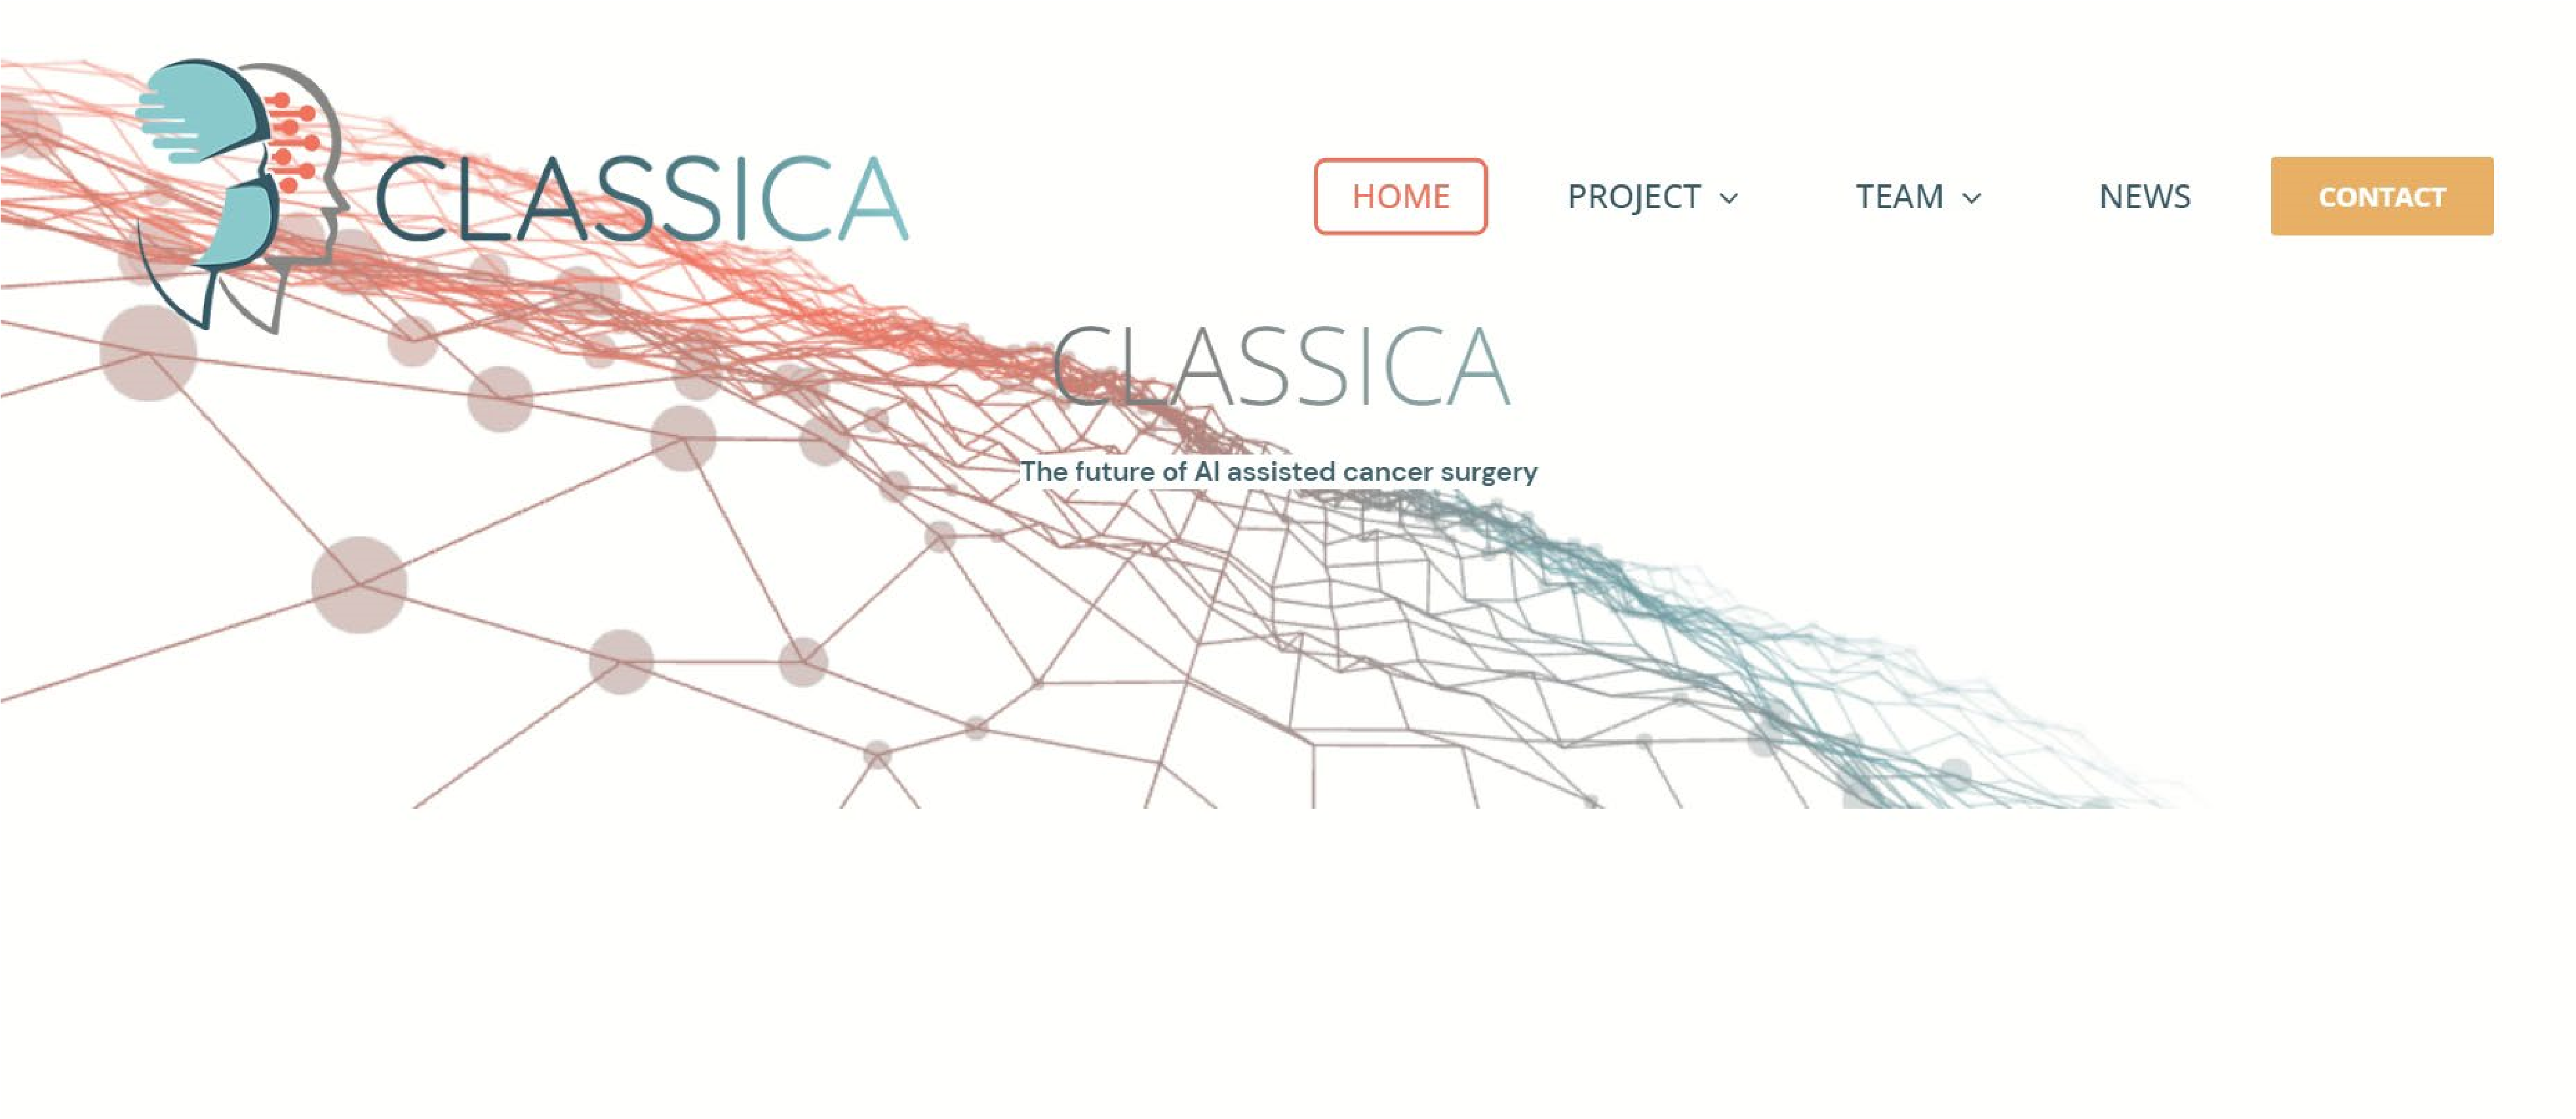 CLASSICA
HOME
PROJECT
TEAM
NEWS
CONTACT
CLASSICA
The future of AI assisted cancer surgery